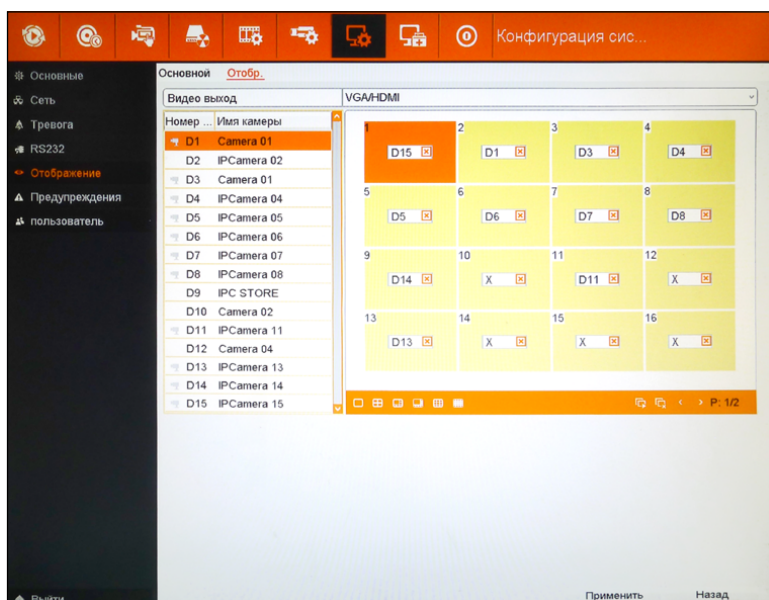 Конфигурация сис...
Основные
Сеть
Тревога
RS232
Отображение
Предупреждения
пользователь
Выйти
Основной Отобр.
Видео выход VGA/HDMI
Номер ... Имя камеры
D1 Camera 01
D2 IPCamera 02
D3 Camera 01
D4 IPCamera 04
D5 IPCamera 05
D6 IPCamera 06
D7 IPCamera 07
D8 IPCamera 08
D9 IPC STORE
D10 Camera 02
D11 IPCamera 11
D12 Camera 04
D13 IPCamera 13
D14 IPCamera 14
D15 IPCamera 15
1 2 3 4
D15 D1 D3 D4
5 6 7 8
D5 D6 D7 D8
9 10 11 12
D14 X D11 X
13 14 15 16
D13 X X X
P: 1/2
Применить Назад